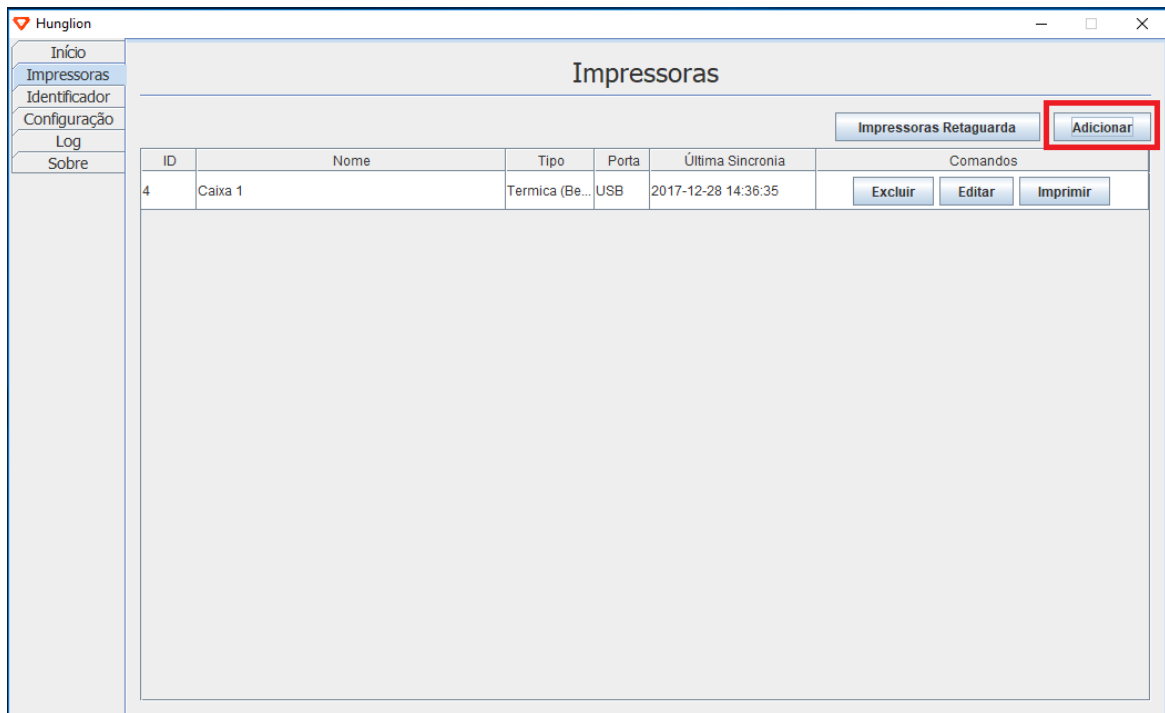 Hunglion
Início
Impressoras
Identificador
Configuração
Log
Sobre
Impressoras
Impressoras Retaguarda Adicionar
ID Nome Tipo Porta Última Sincronia Comandos
4 Caixa 1 Termica (Be... USB 2017-12-28 14:36:35 Excluir Editar Imprimir